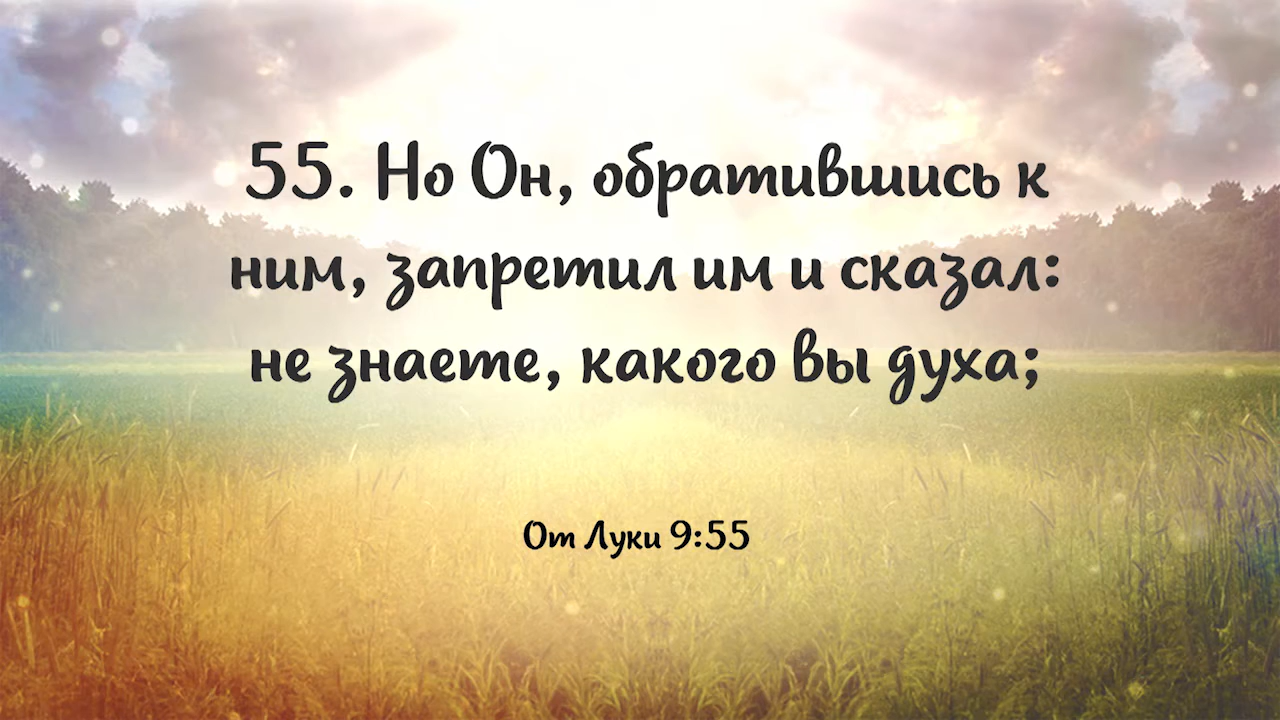 55. Но Он, обратившись к
ним, запретил им и сказал:
не знаете, какого вы духа;
От Луки 9:55